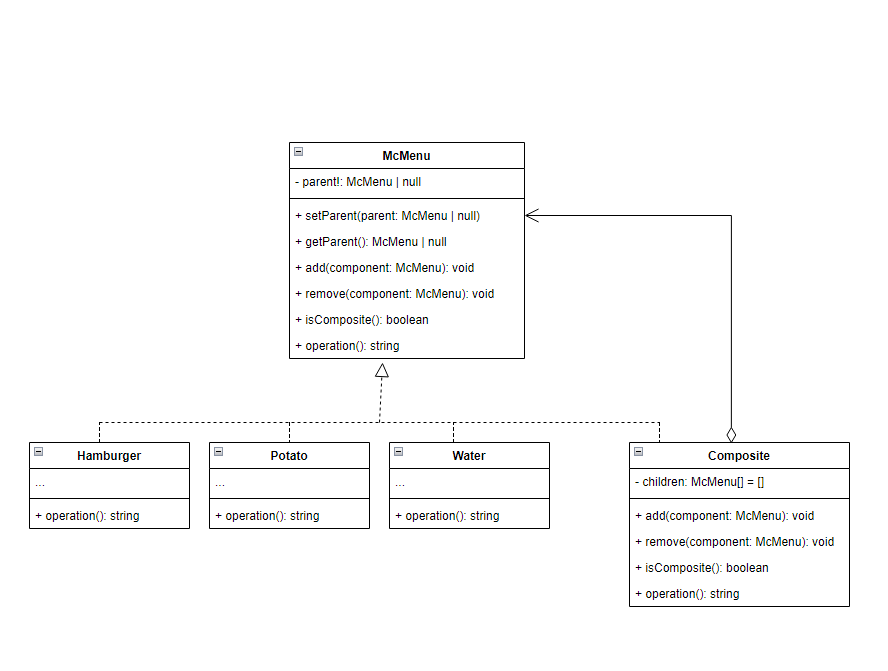 McMenu
- parent!: McMenu | null
+ setParent(parent: McMenu | null)
+ getParent(): McMenu | null
+ add(component: McMenu): void
+ remove(component: McMenu): void
+ isComposite(): boolean
+ operation(): string
Hamburger
...
+ operation(): string
Potato
...
+ operation(): string
Water
...
+ operation(): string
Composite
- children: McMenu[] = []
+ add(component: McMenu): void
+ remove(component: McMenu): void
+ isComposite(): boolean
+ operation(): string